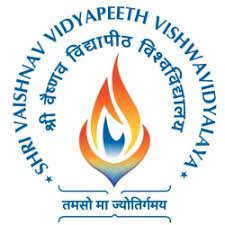 SHRI VAISHNAV VIDYAPEETH VISHWAVIDYALAYA
श्री वैष्णव विद्यापीठ विश्वविद्यालय
तमसो मा ज्योतिर्गमय